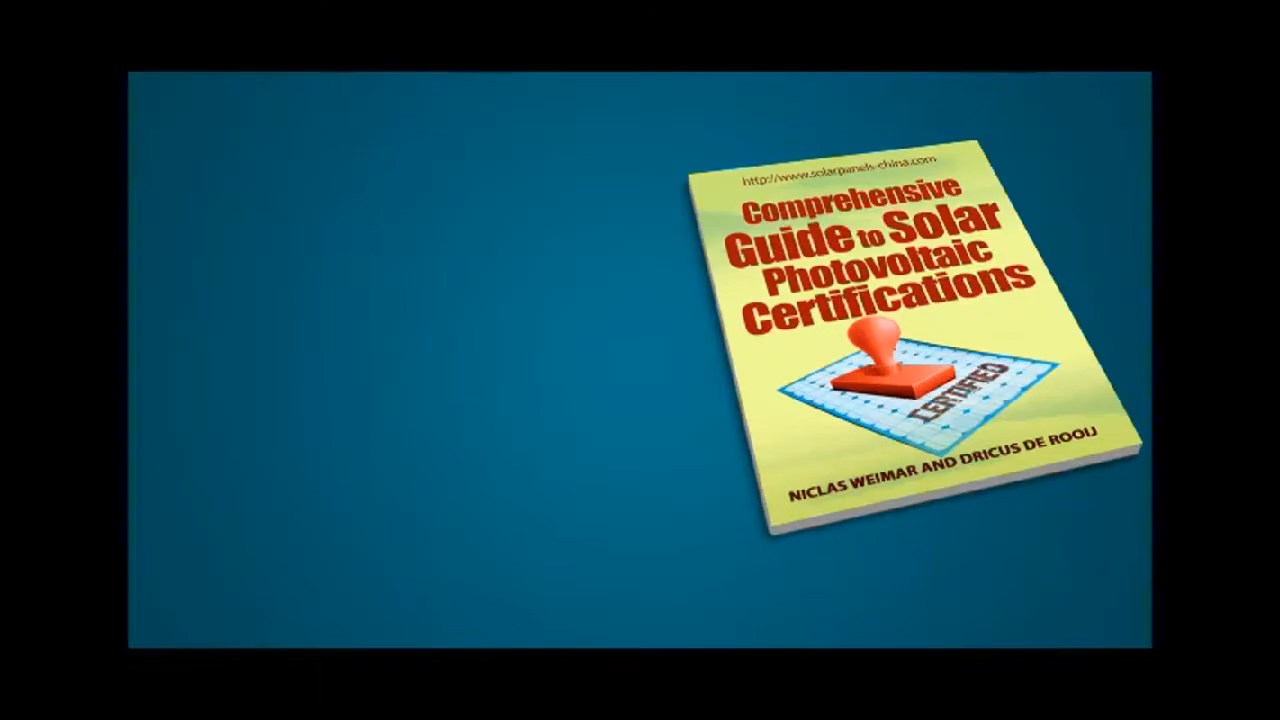 http://www.solarpanels-china.com
Comprehensive
Guide to Solar
Photovoltaic
Certifications
CERTIFIED
NICLAS WEIMAR AND DRICUS DE ROOIJ